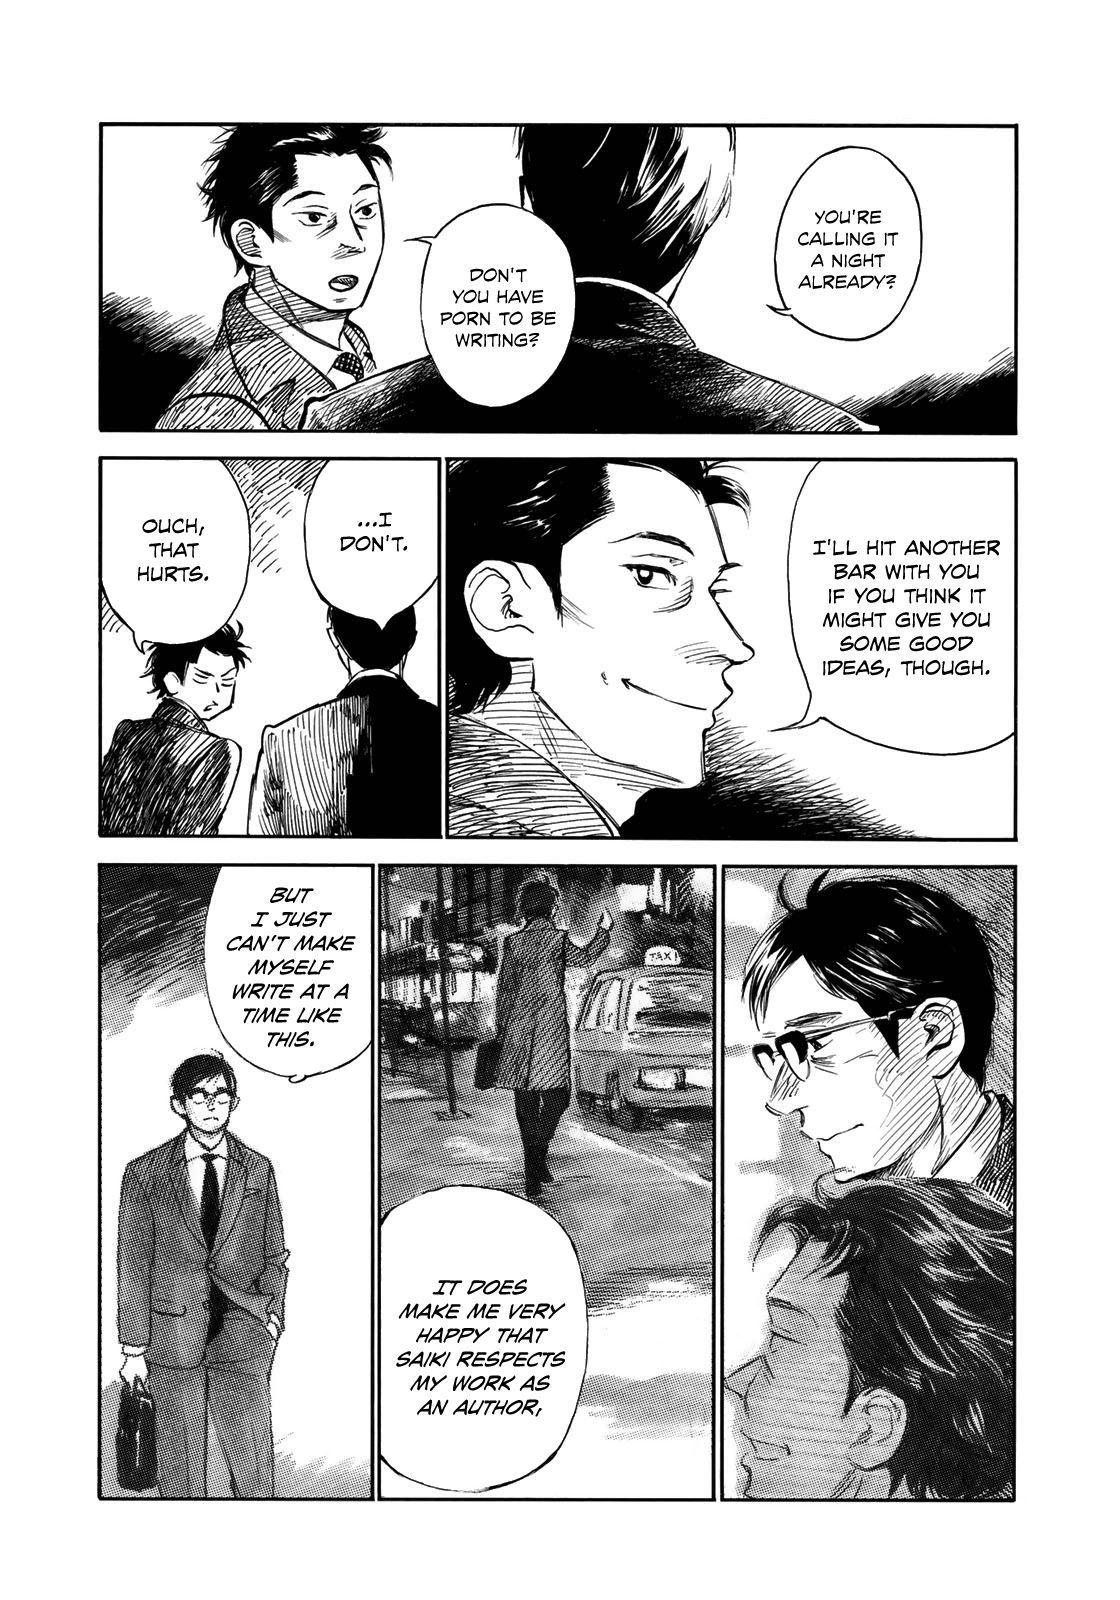 YOU'RE
CALLING IT
A NIGHT
ALREADY?
DON'T
YOU HAVE
PORN TO BE
WRITING?
I'LL HIT ANOTHER
BAR WITH YOU
IF YOU THINK IT
MIGHT GIVE YOU
SOME GOOD
IDEAS, THOUGH.
...I
DON'T.
OUCH,
THAT
HURTS.
TAXI
IT DOES
MAKE ME VERY
HAPPY THAT
SAIKI RESPECTS
MY WORK AS
AN AUTHOR,
BUT
I JUST
CAN'T MAKE
MYSELF
WRITE AT A
TIME LIKE
THIS.